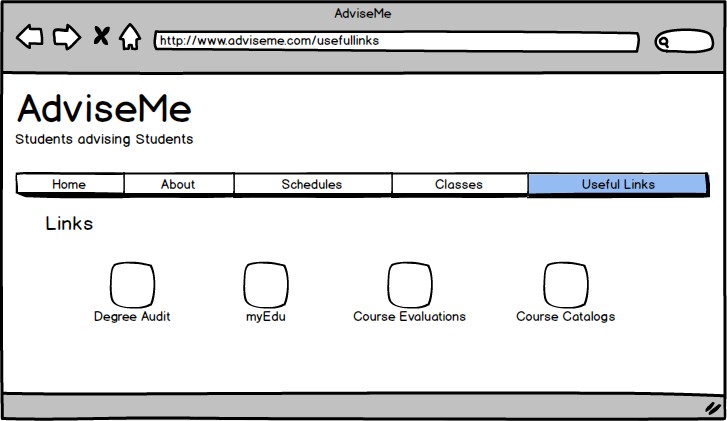 AdviseMe
http://www.adviseme.com/usefullinks
AdviseMe
Students advising Students
Home About Schedules Classes Useful Links
Links
Degree Audit myEdu Course Evaluations Course Catalogs